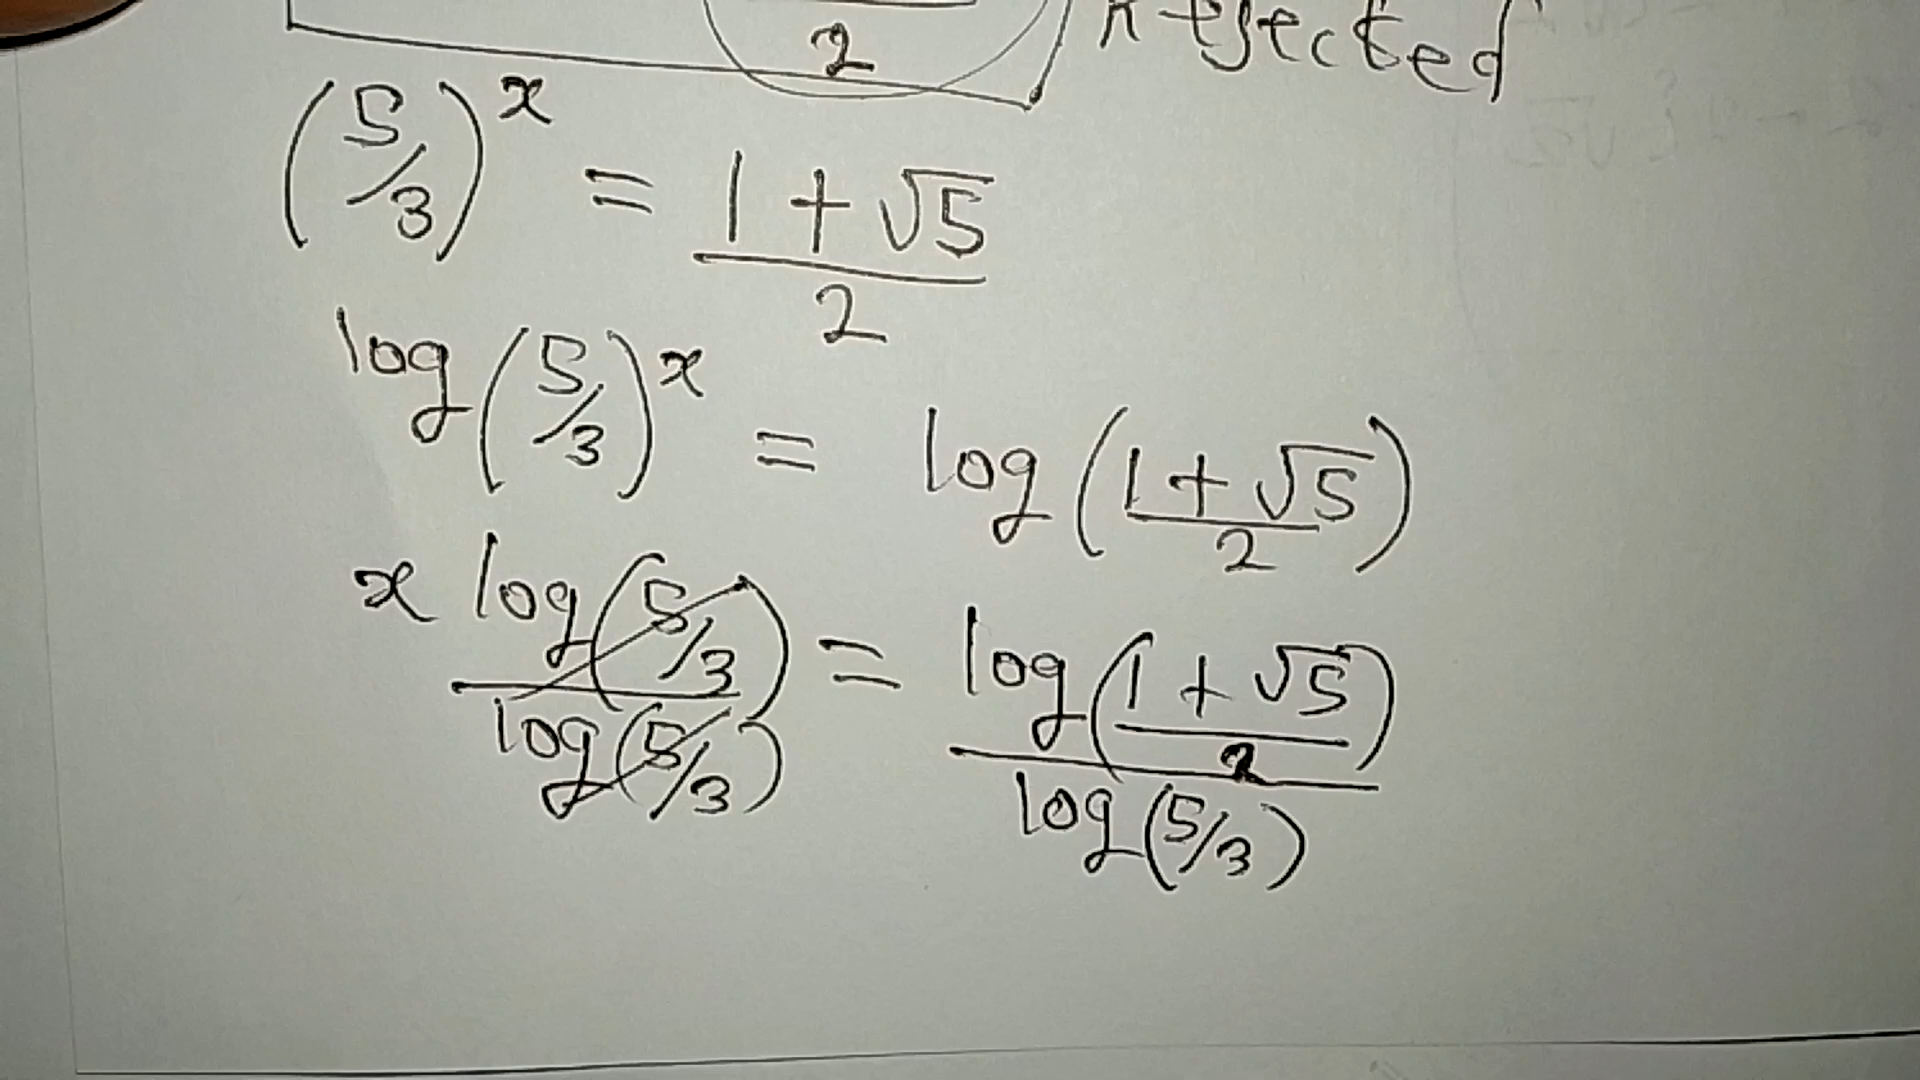 2 Rejected
(5/3)^x = (1 + √5)/2
log(5/3)^x = log((1 + √5)/2)
x log(5/3)/log(5/3) = log((1 + √5)/2)/log(5/3)